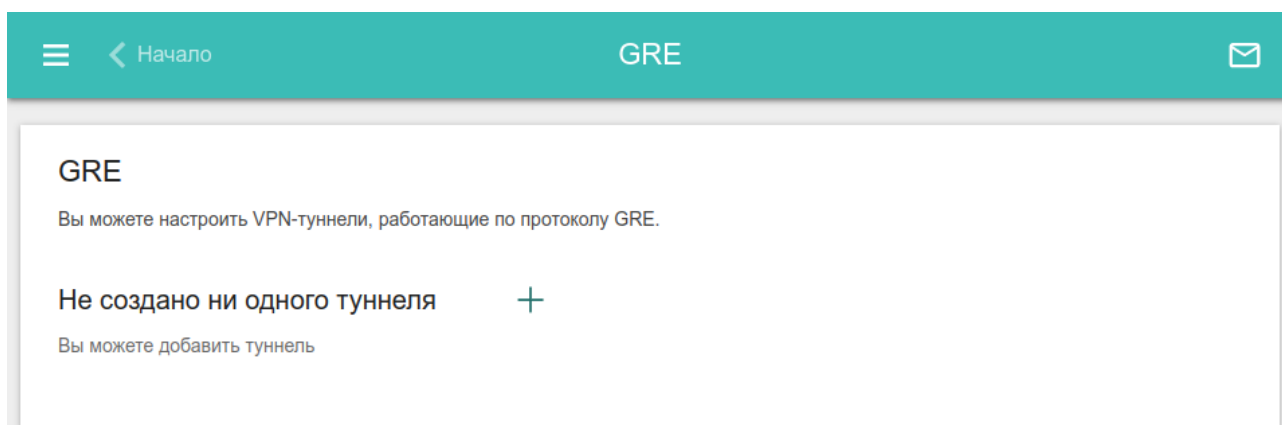 Начало
GRE
GRE
Вы можете настроить VPN-туннели, работающие по протоколу GRE.
Не создано ни одного туннеля
Вы можете добавить туннель